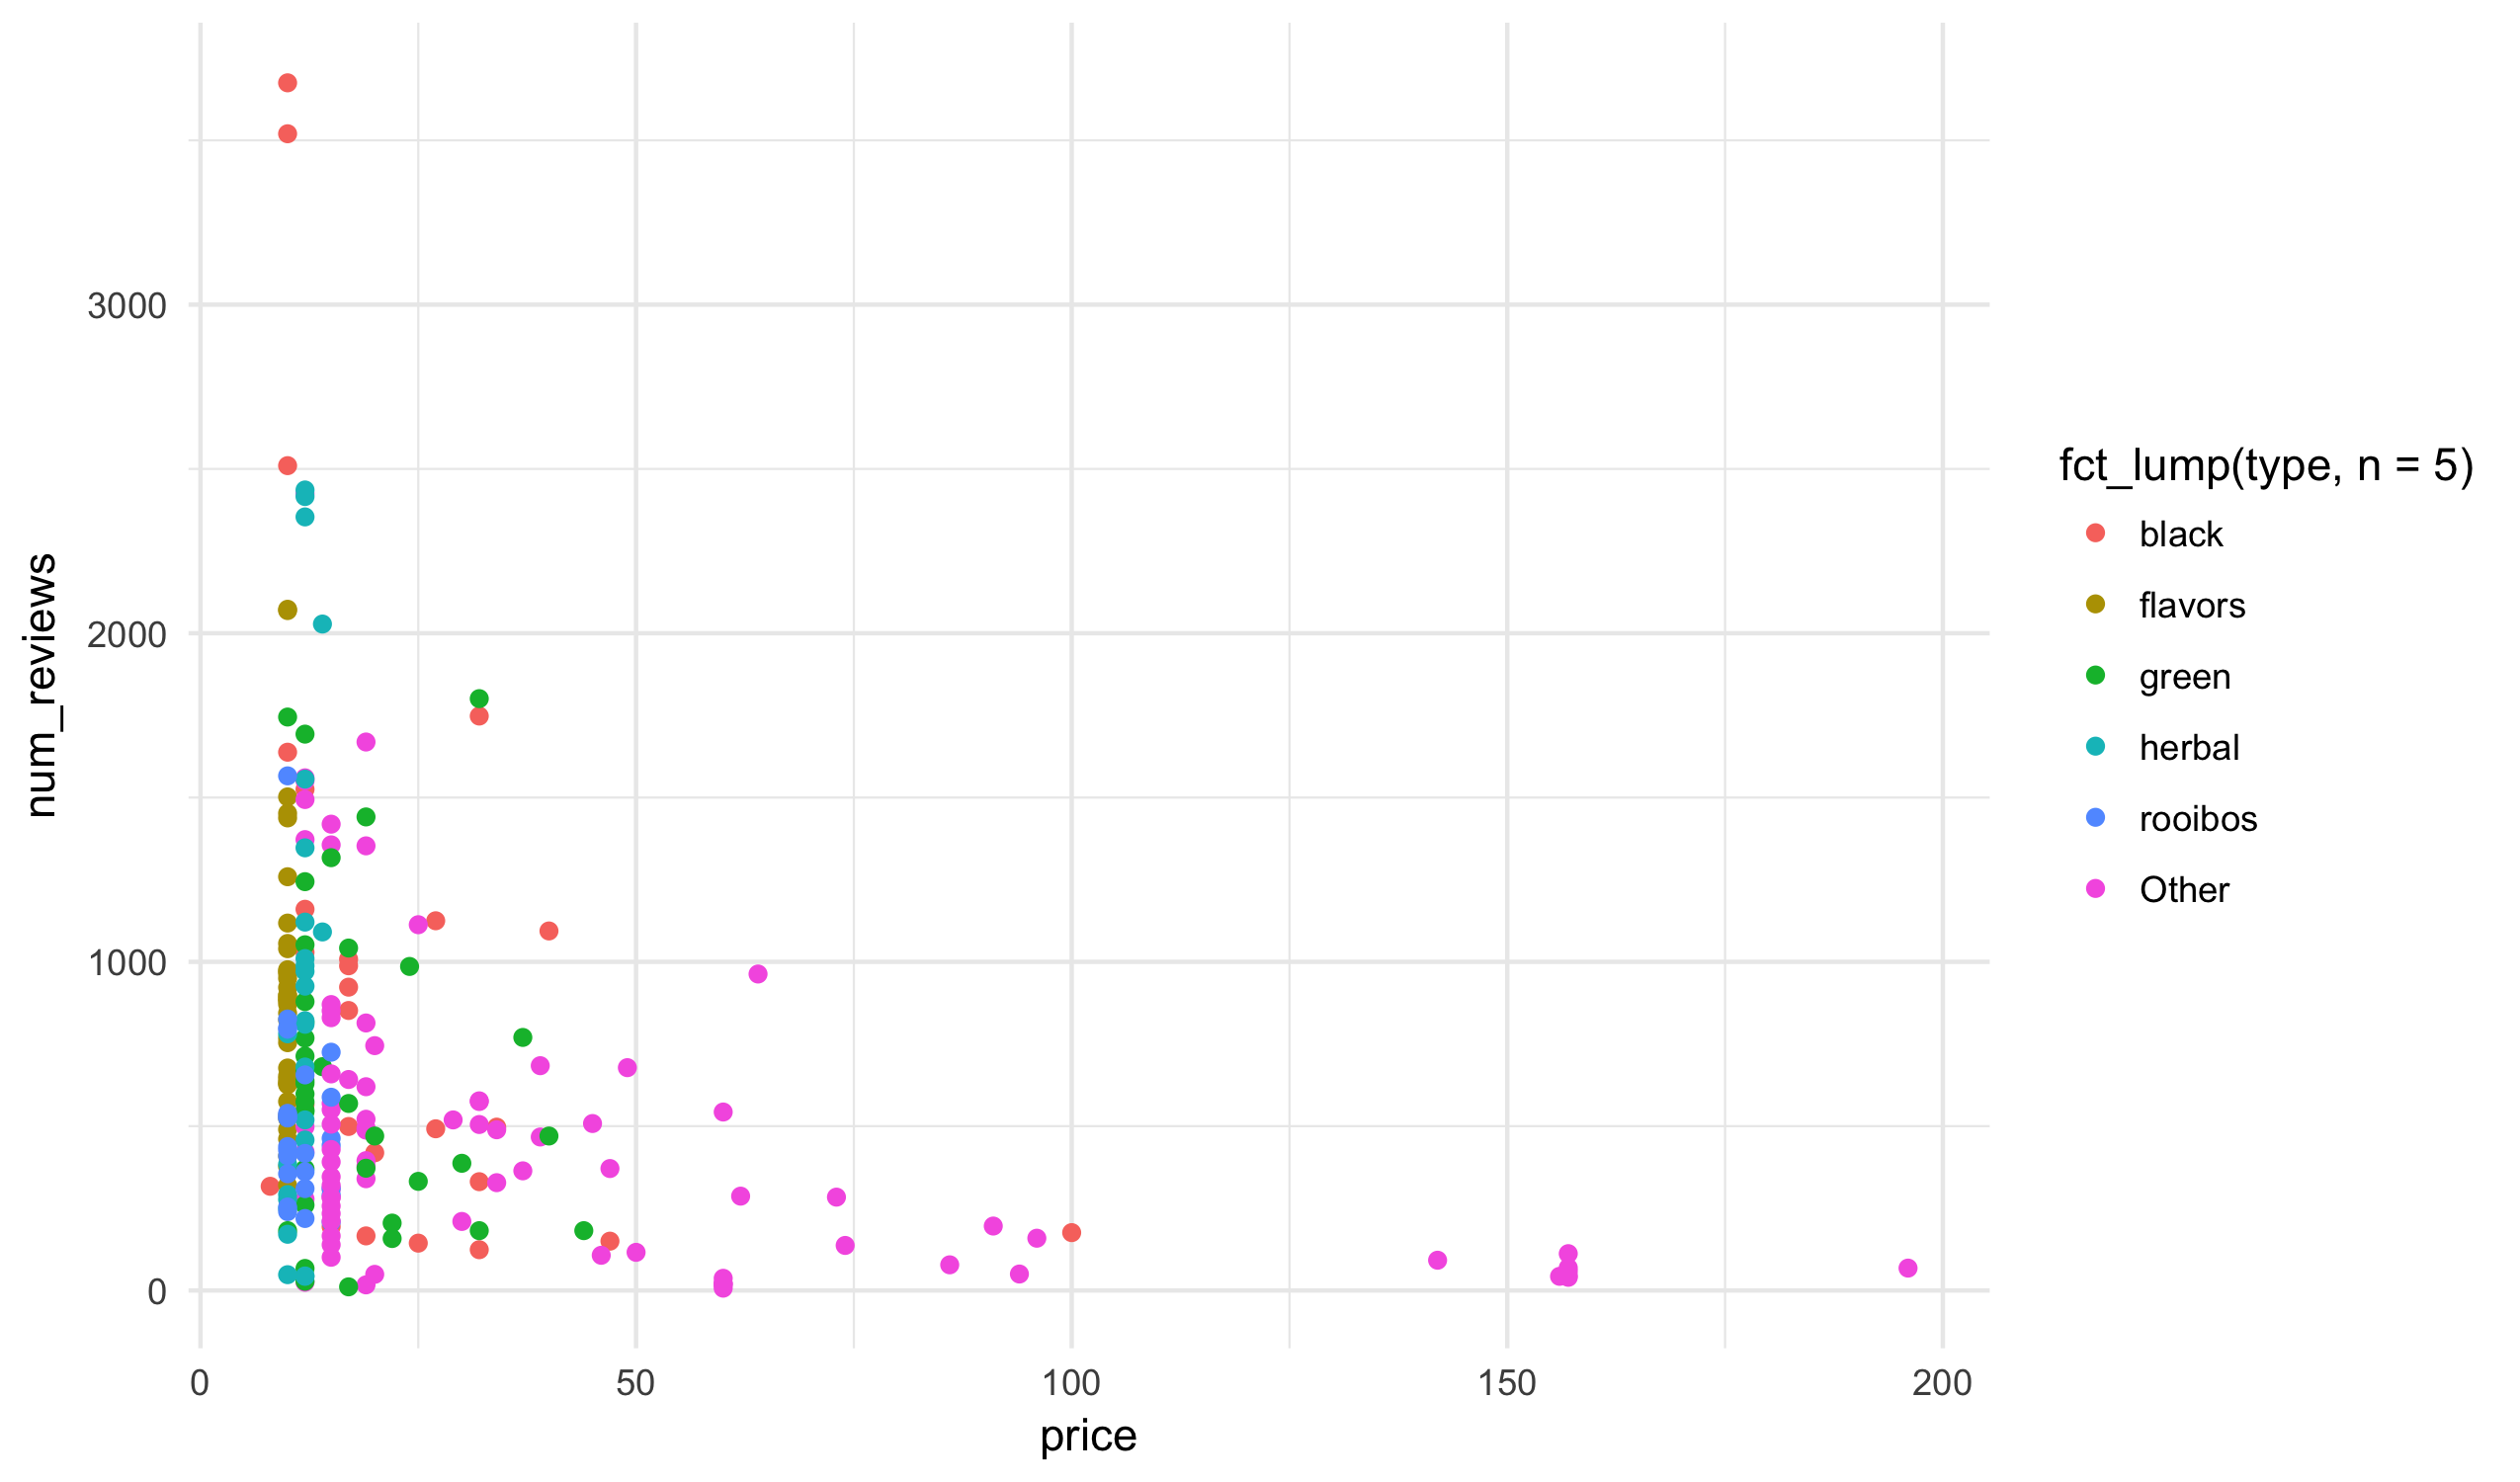 num_reviews
3000
2000
1000
0
0 50 100 150 200
price
fct_lump(type, n = 5)
black
flavors
green
herbal
rooibos
Other